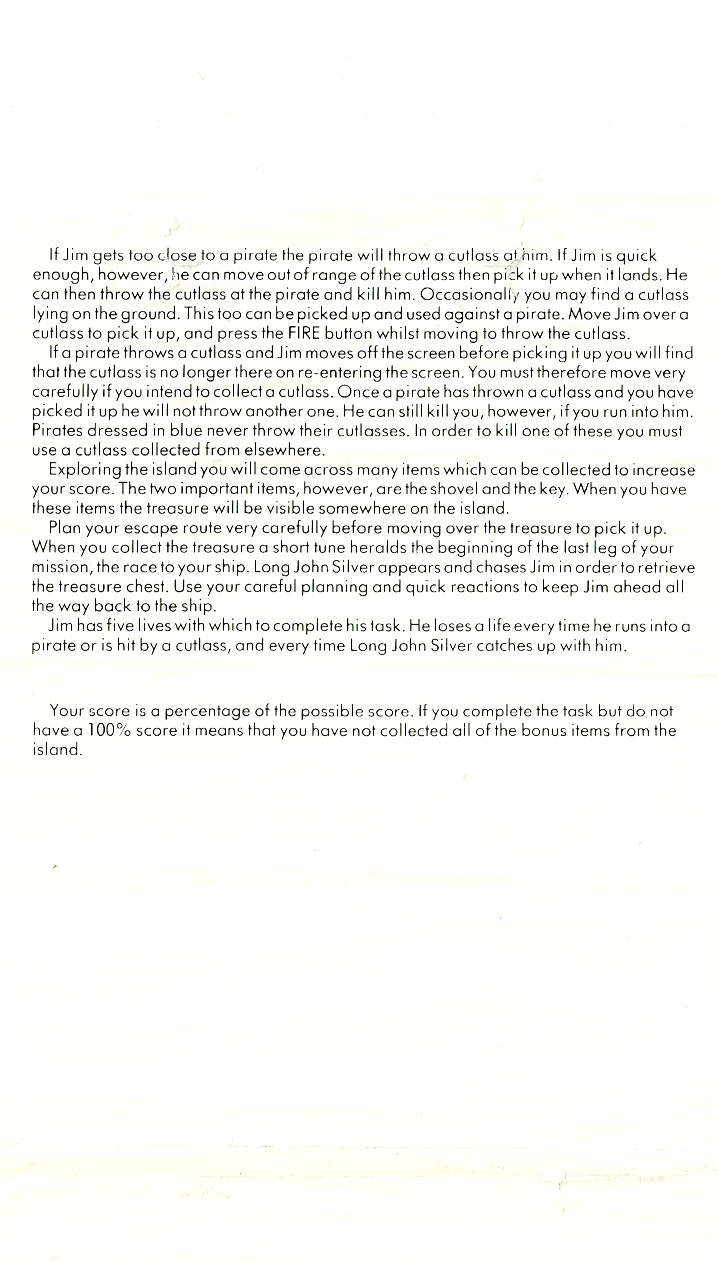 If Jim gets too close to a pirate the pirate will throw a cutlass at him. If Jim is quick
enough, however, he can move out of range of the cutlass then pick it up when it lands. He
can then throw the cutlass at the pirate and kill him. Occasionally you may find a cutlass
lying on the ground. This too can be picked up and used against a pirate. Move Jim over a
cutlass to pick it up, and press the FIRE button whilst moving to throw the cutlass.
If a pirate throws a cutlass and Jim moves off the screen before picking it up you will find
that the cutlass is no longer there on re-entering the screen. You must therefore move very
carefully if you intend to collect a cutlass. Once a pirate has thrown a cutlass and you have
picked it up he will not throw another one. He can still kill you, however, if you run into him.
Pirates dressed in blue never throw their cutlasses. In order to kill one of these you must
use a cutlass collected from elsewhere.
Exploring the island you will come across many items which can be collected to increase
your score. The two important items, however, are the shovel and the key. When you have
these items the treasure will be visible somewhere on the island.
Plan your escape route very carefully before moving over the treasure to pick it up.
When you collect the treasure a short tune heralds the beginning of the last leg of your
mission, the race to your ship. Long John Silver appears and chases Jim in order to retrieve
the treasure chest. Use your careful planning and quick reactions to keep Jim ahead all
the way back to the ship.
Jim has five lives with which to complete his task. He loses a life every time he runs into a
pirate or is hit by a cutlass, and every time Long John Silver catches up with him.
Your score is a percentage of the possible score. If you complete the task but do not
have a 100% score it means that you have not collected all of the bonus items from the
island.